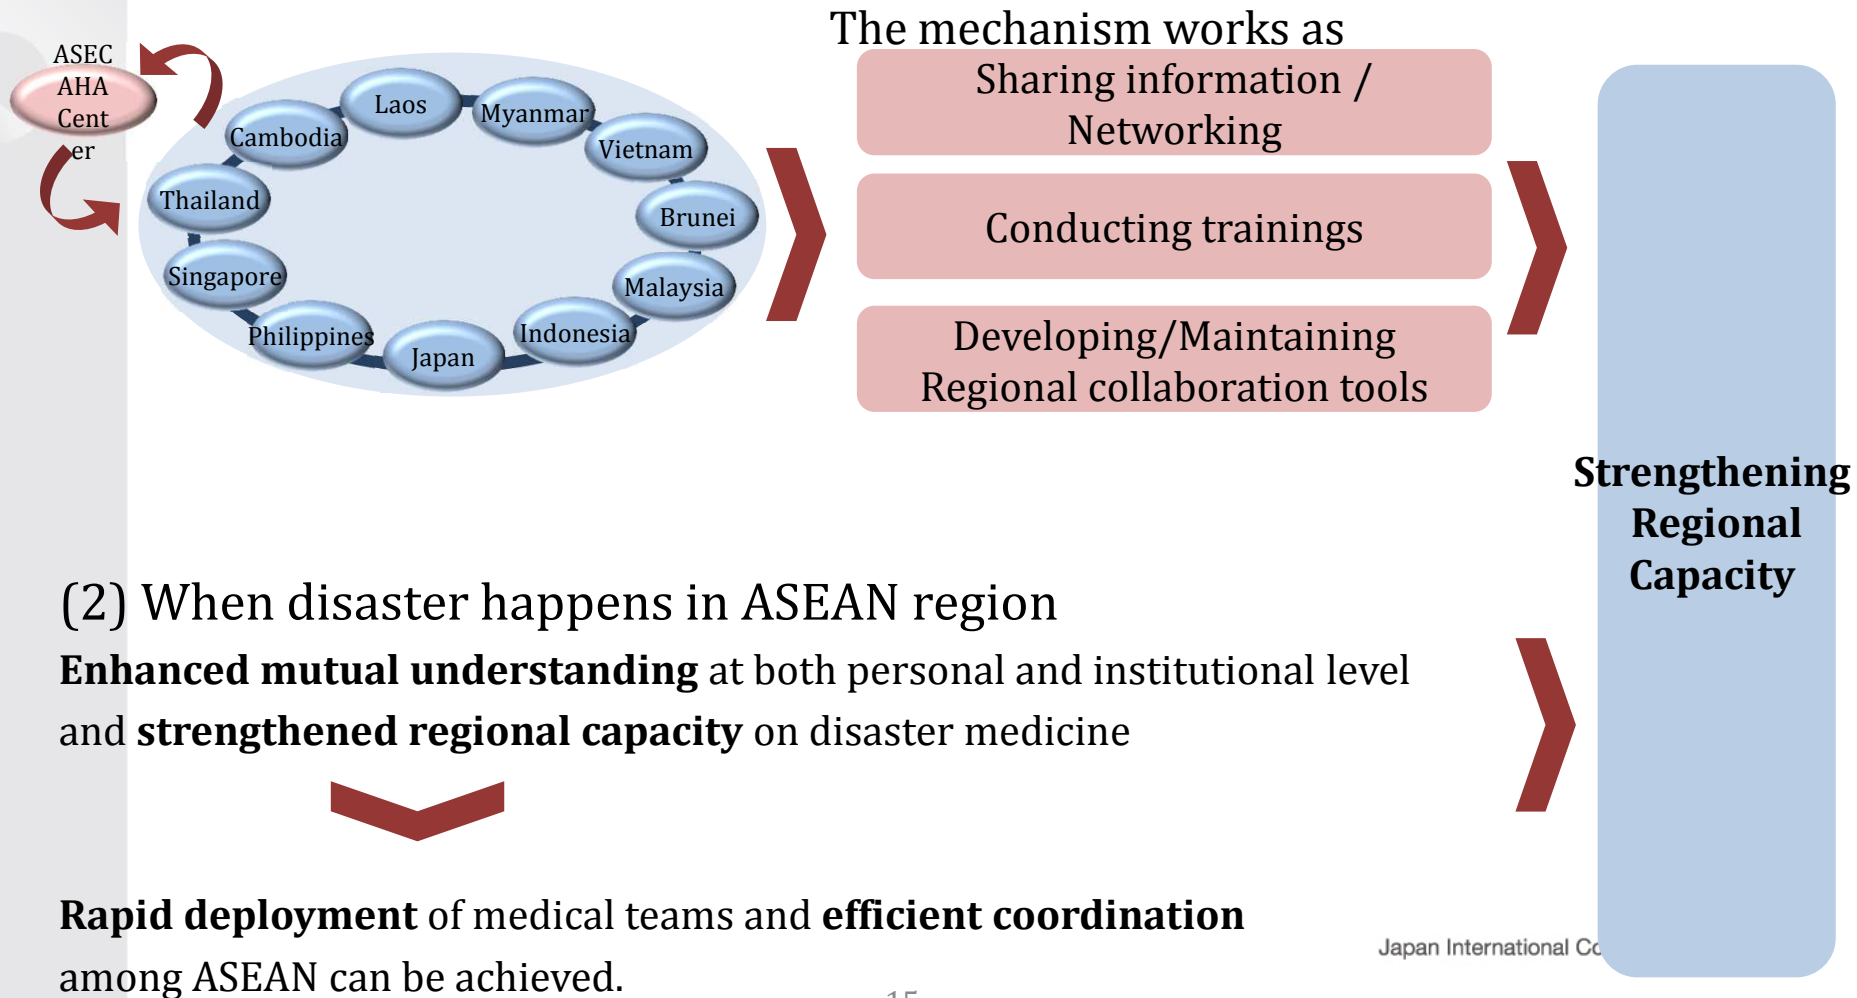 The mechanism works as
ASEC
AHA
Cent
er
Laos
Myanmar
Cambodia
Vietnam
Thailand
Brunei
Singapore
Malaysia
Philippines
Indonesia
Japan
Sharing information /
Networking
Conducting trainings
Developing/Maintaining
Regional collaboration tools
Strengthening
Regional
Capacity
(2) When disaster happens in ASEAN region
Enhanced mutual understanding at both personal and institutional level
and strengthened regional capacity on disaster medicine
Rapid deployment of medical teams and efficient coordination
among ASEAN can be achieved.
Japan International
15